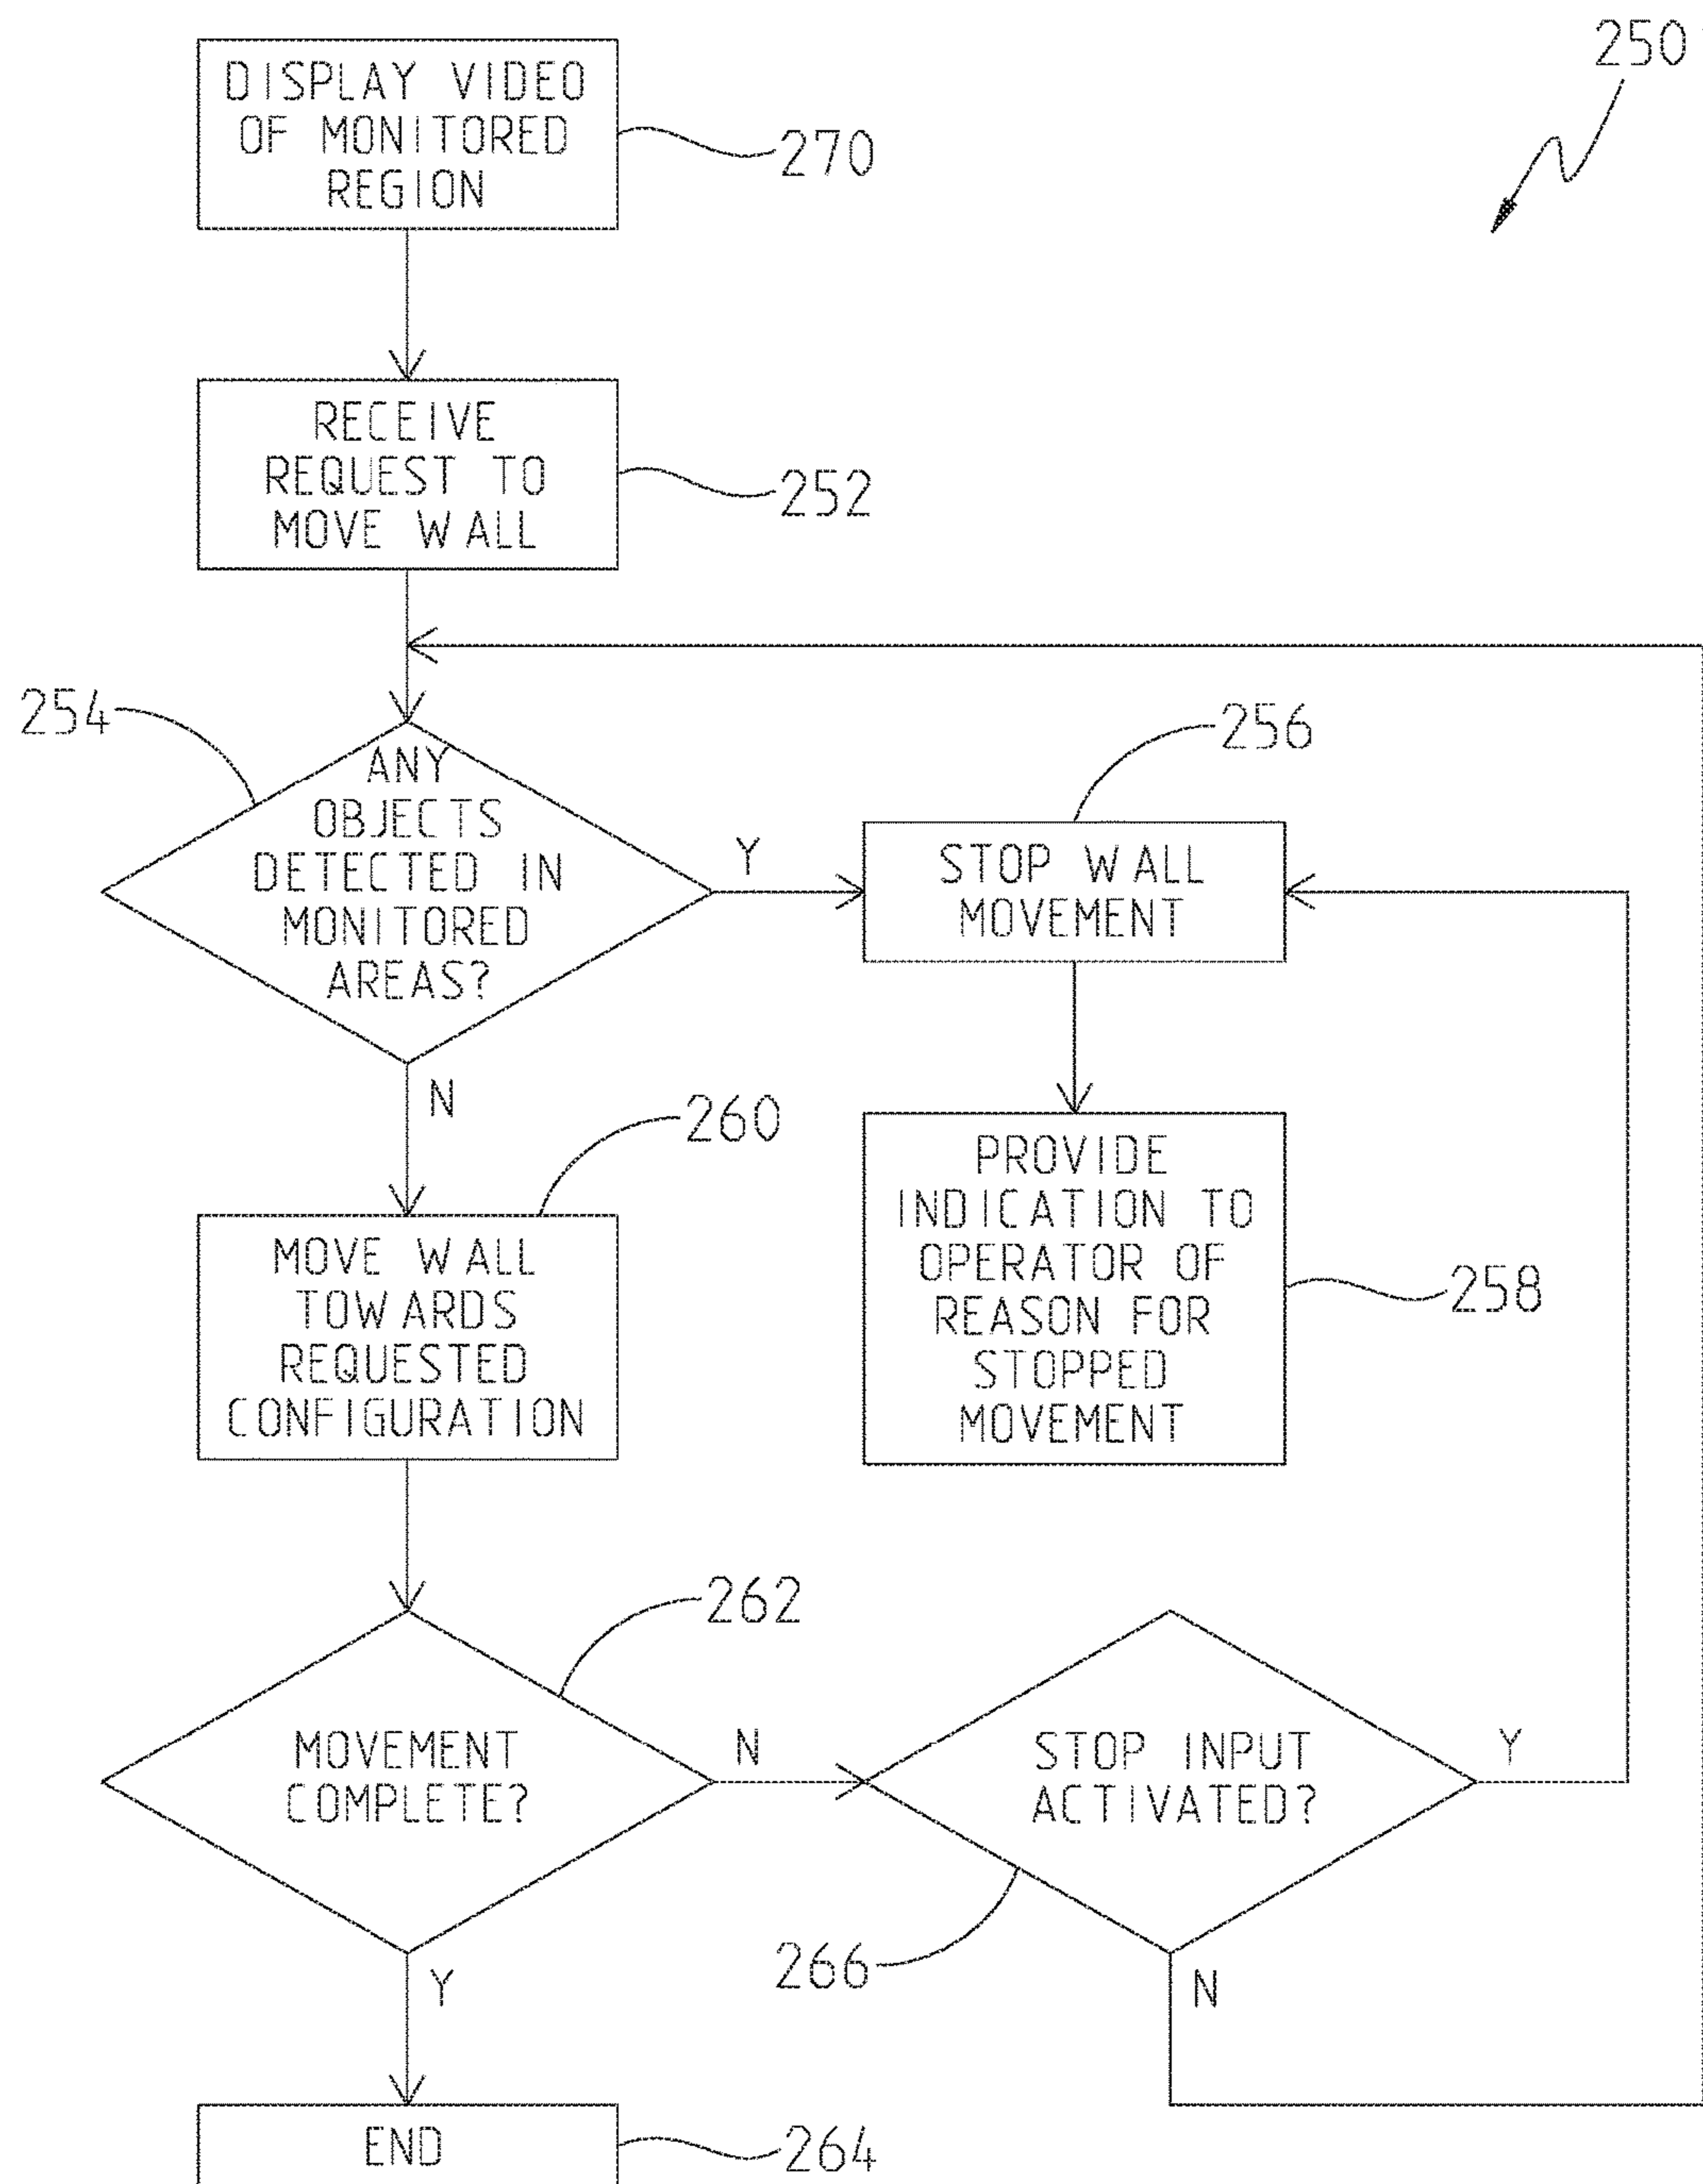 250
DISPLAY VIDEO
OF MONITORED
REGION
270
RECEIVE
REQUEST TO
MOVE WALL
252
254
ANY
OBJECTS
DETECTED IN
MONITORED
AREAS?
Y
N
256
STOP WALL
MOVEMENT
260
MOVE WALL
TOWARDS
REQUESTED
CONFIGURATION
PROVIDE
INDICATION TO
OPERATOR OF
REASON FOR
STOPPED
MOVEMENT
258
262
MOVEMENT
COMPLETE?
N
Y
STOP INPUT
ACTIVATED?
Y
266
N
END
264